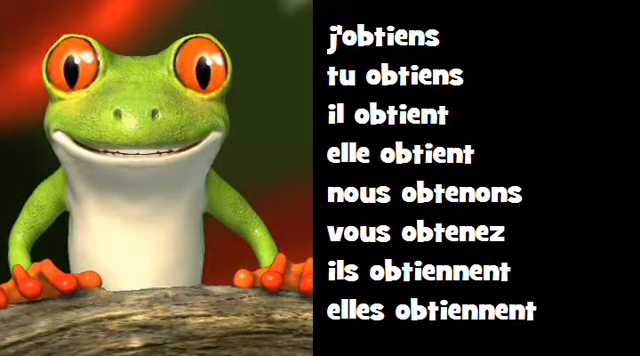 j'obtiens
tu obtiens
il obtient
elle obtient
nous obtenons
vous obtenez
ils obtiennent
elles obtiennent